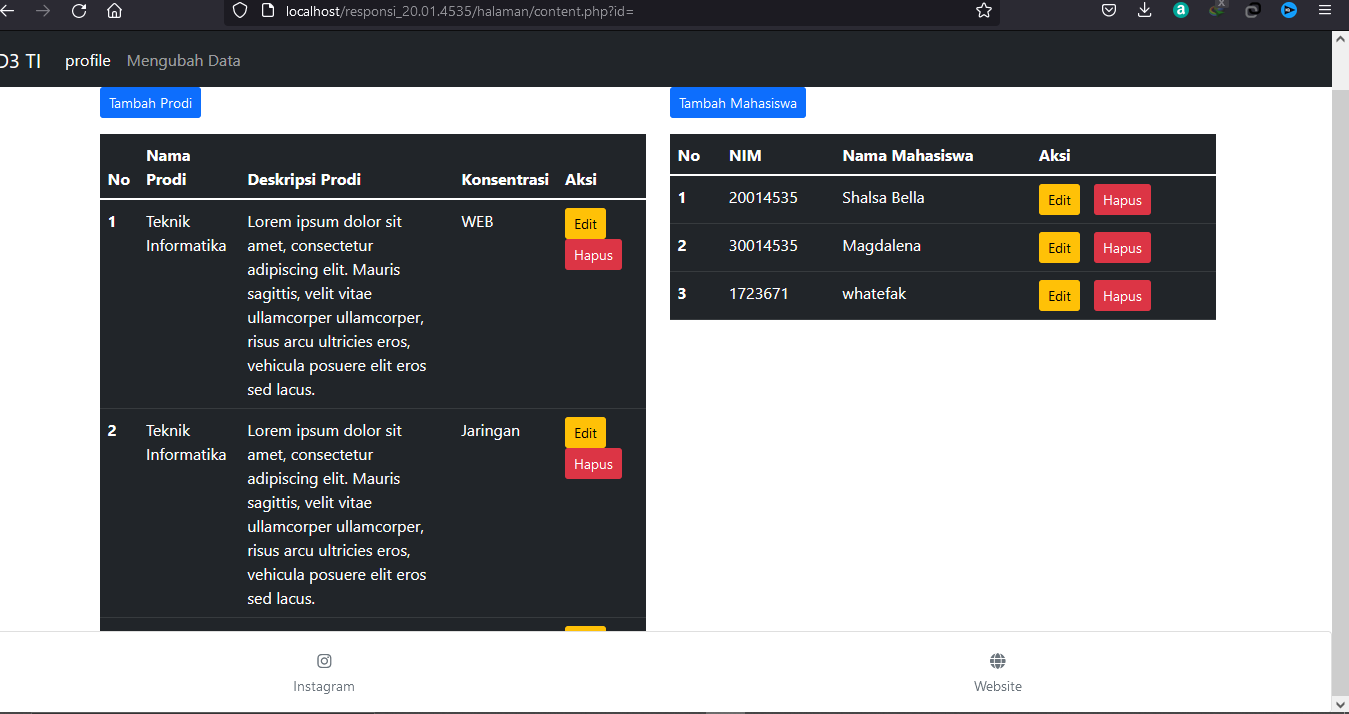 localhost/responsi_20.01.4535/halaman/content.php?id=
D3 TI profile Mengubah Data
Tambah Prodi
No Nama Prodi Deskripsi Prodi Konsentrasi Aksi
1 Teknik Informatika
Lorem ipsum dolor sit
amet, consectetur
adipiscing elit. Mauris
sagittis, velit vitae
ullamcorper ullamcorper,
risus arcu ultricies eros,
vehicula posuere elit eros
sed lacus.
WEB
Edit
Hapus
2 Teknik Informatika
Lorem ipsum dolor sit
amet, consectetur
adipiscing elit. Mauris
sagittis, velit vitae
ullamcorper ullamcorper,
risus arcu ultricies eros,
vehicula posuere elit eros
sed lacus.
Jaringan
Edit
Hapus
Tambah Mahasiswa
No NIM Nama Mahasiswa Aksi
1 20014535 Shalsa Bella Edit Hapus
2 30014535 Magdalena Edit Hapus
3 1723671 whatefak Edit Hapus
Instagram
Website